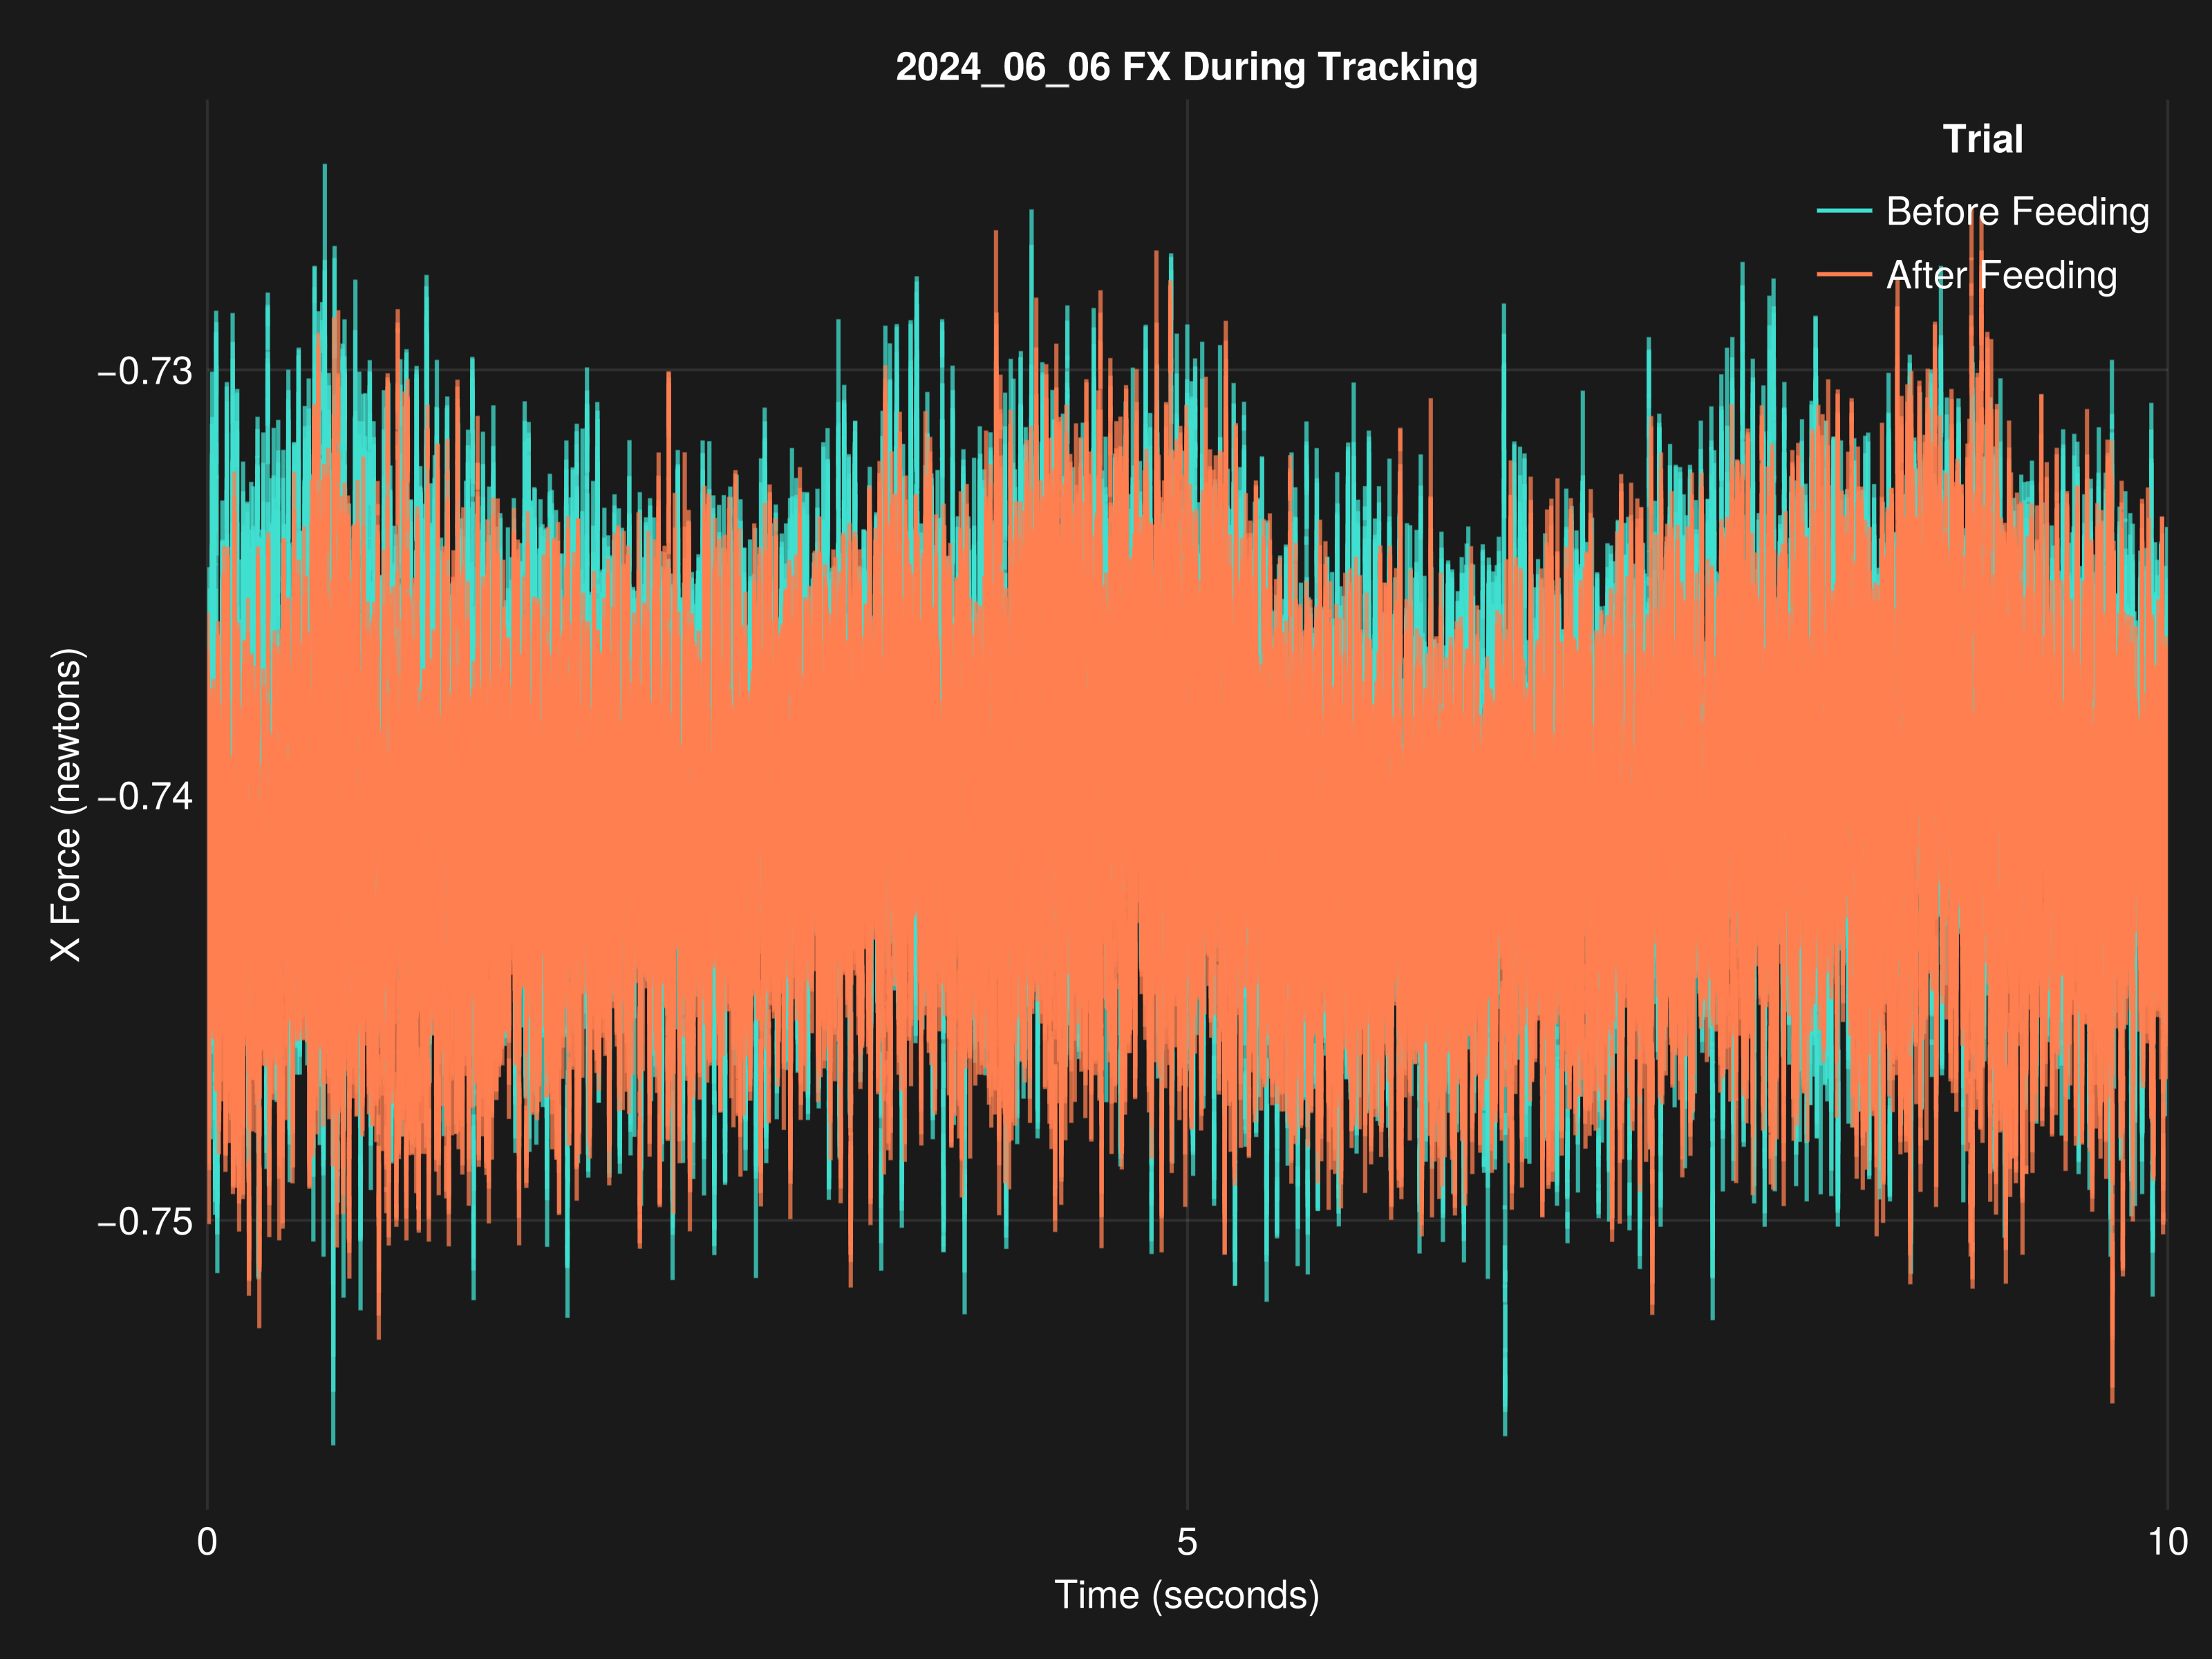 2024_06_06 FX During Tracking
Trial
Before Feeding
After Feeding
−0.73
−0.74
−0.75
X Force (newtons)
0
5
10
Time (seconds)